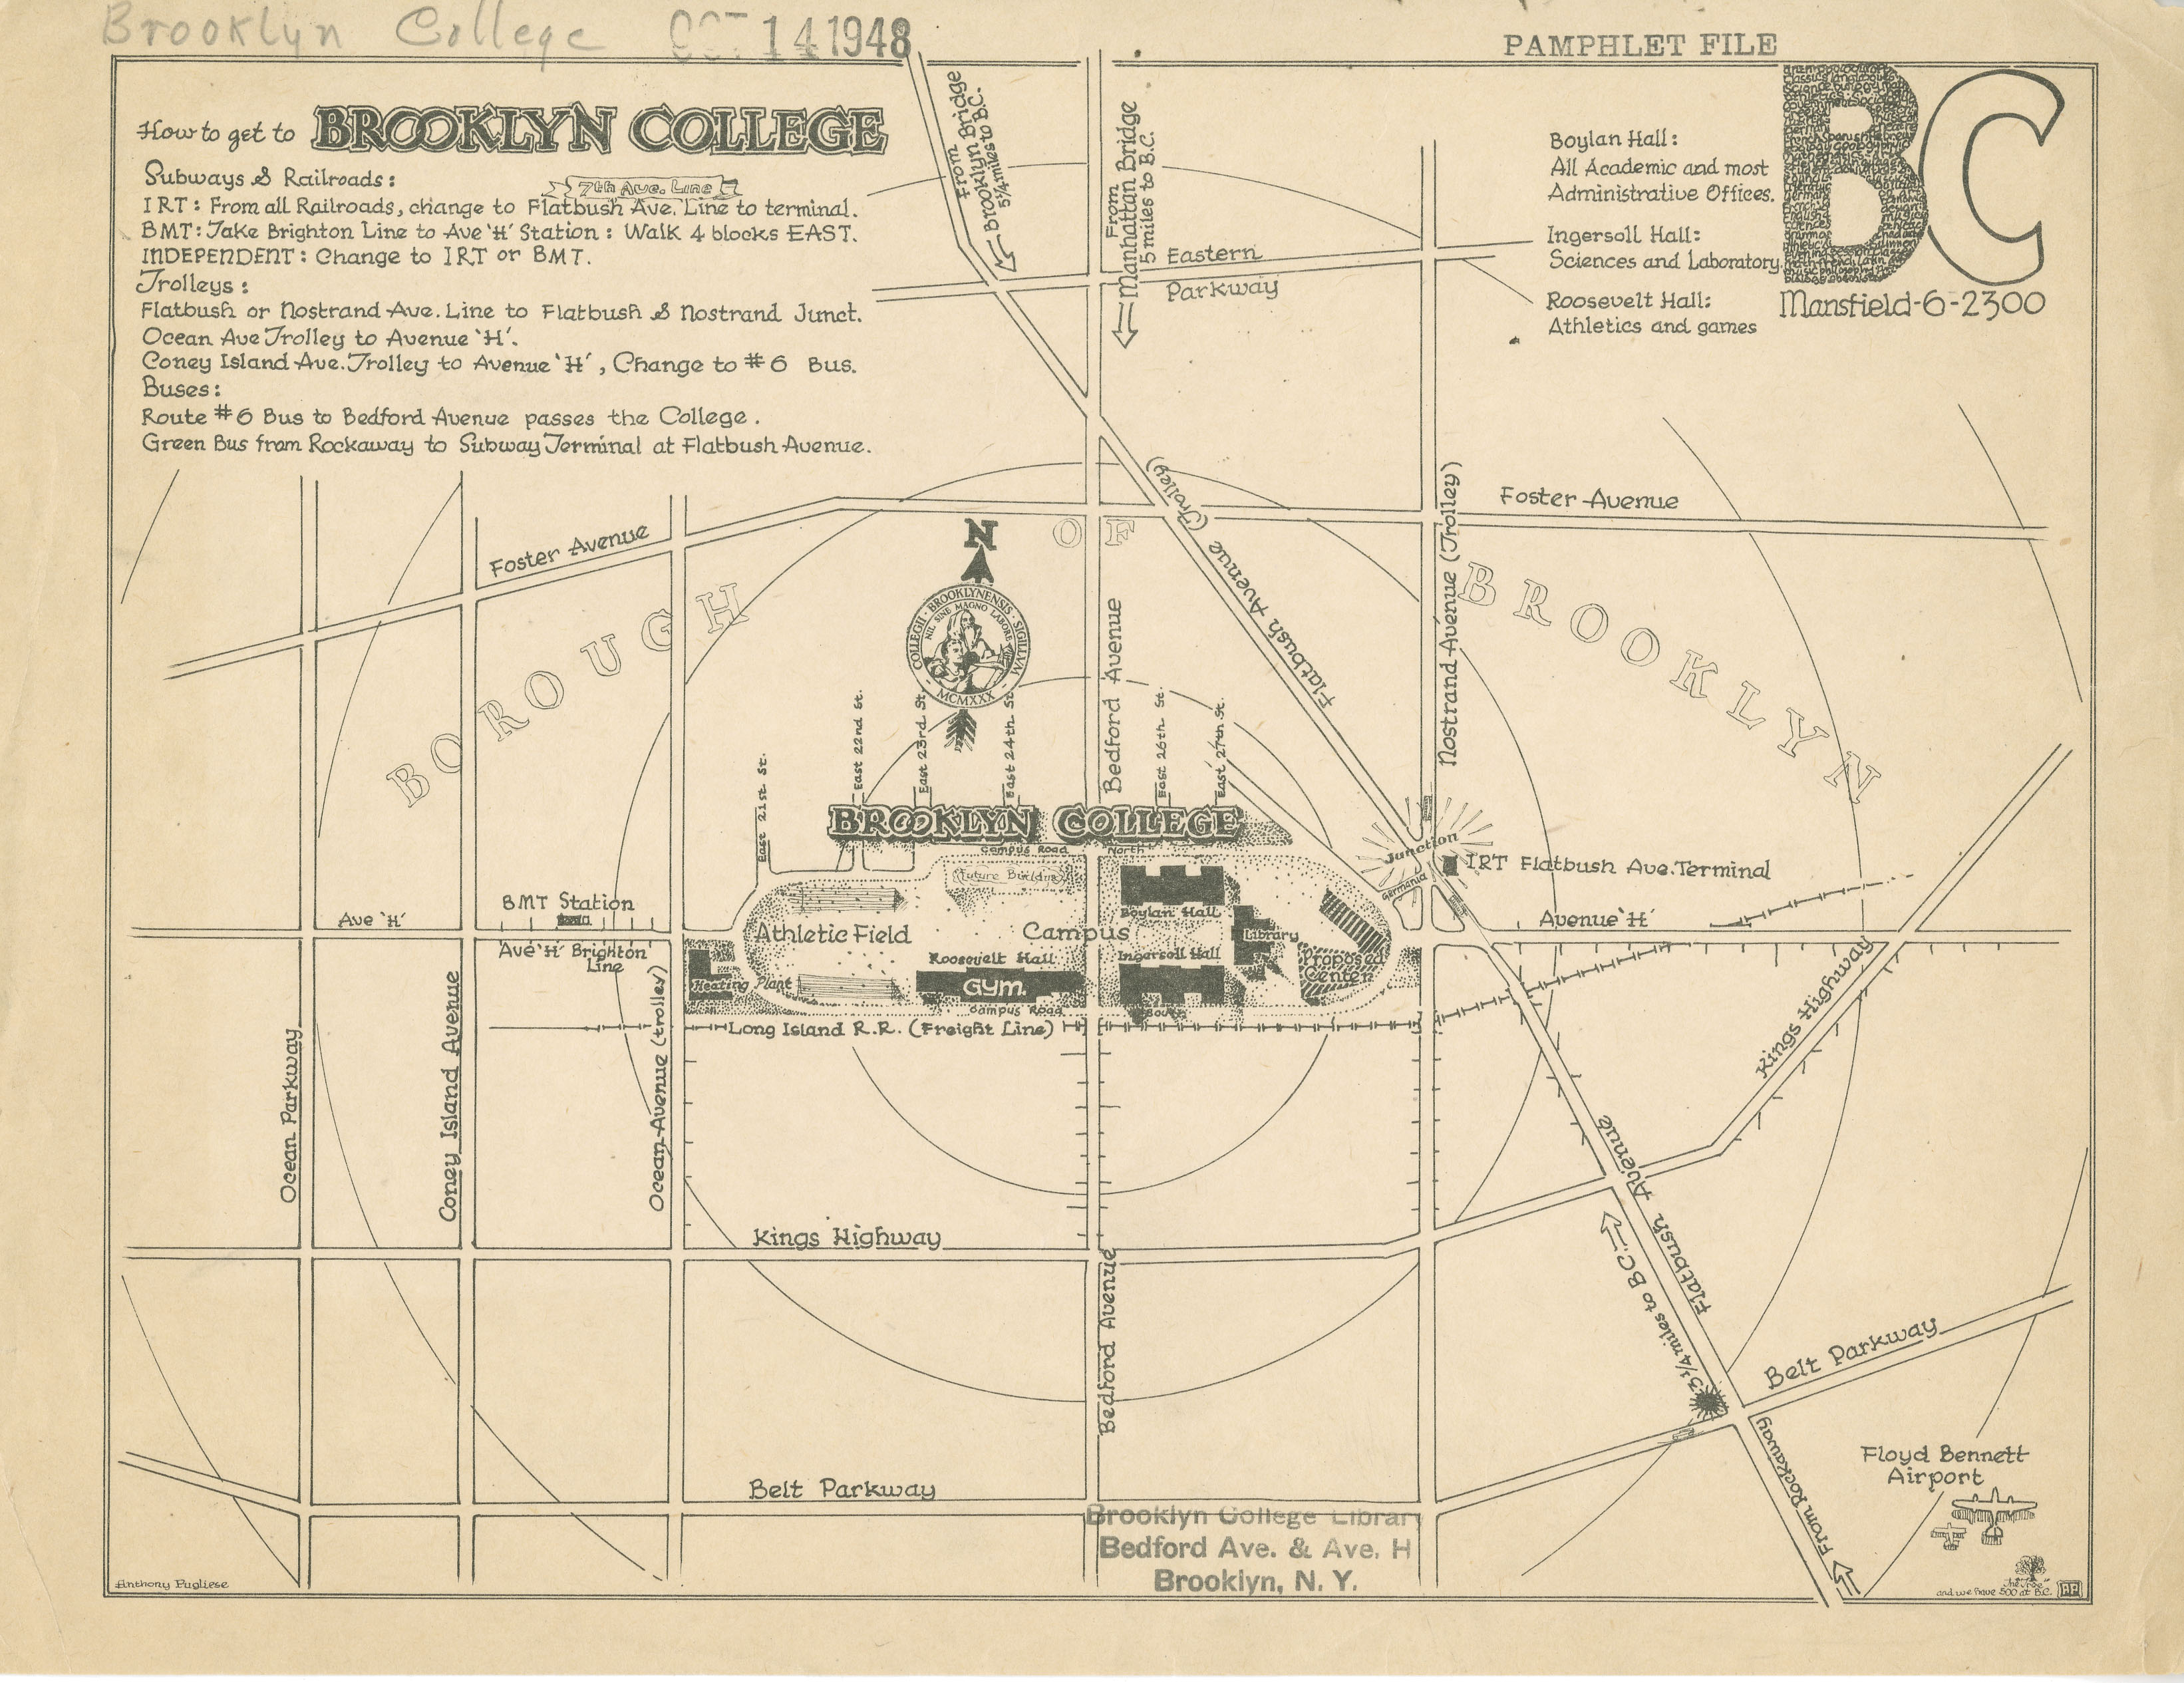 Brooklyn College
OCT 14 1948
PAMPHLET FILE
How to get to BROOKLYN COLLEGE
Subways & Railroads:
7th Ave. Line
IRT: From all Railroads, change to Flatbush Ave. Line to terminal.
BMT: Take Brighton Line to Ave 'H' Station: Walk 4 blocks EAST.
INDEPENDENT: Change to IRT or BMT.
Trolleys:
Flatbush or Nostrand Ave. Line to Flatbush & Nostrand Junct.
Ocean Ave Trolley to Avenue 'H'.
Coney Island Ave. Trolley to Avenue 'H', Change to #6 Bus.
Buses:
Route #6 Bus to Bedford Avenue passes the College.
Green Bus from Rockaway to Subway Terminal at Flatbush Avenue.
From Bridge
Brooklyn Bridge
5¼ miles to B.C.
From
Manhattan Bridge
5 miles to B.C.
Eastern
Parkway
Boylan Hall:
All Academic and most
Administrative Offices.
Ingersoll Hall:
Sciences and Laboratory
Roosevelt Hall:
Athletics and games
BC
Mansfield-6-2300
Foster Avenue
Foster Avenue
BOROUGH
OF
BROOKLYN
N
COLLEGII · BROOKLYNENSIS · SIGILLVM
NIL SINE MAGNO LABORE
MCMXXX
Flatbush Avenue (Trolley)
Nostrand Avenue (Trolley)
Bedford Avenue
East 21st St.
East 22nd St.
East 23rd St.
East 24th St.
East 26th St.
East 27th St.
BROOKLYN COLLEGE
Campus Road North
Future Building
Boylan Hall
Athletic Field
Campus
Library
Roosevelt Hall
Ingersoll Hall
Proposed
Center
Heating Plant
Gym.
Campus Road
South
Long Island R.R. (Freight Line)
Junction
Germania
IRT Flatbush Ave. Terminal
Avenue 'H'
Ave 'H'
BMT Station
Ave 'H' Brighton
Line
Ocean Parkway
Coney Island Avenue
Ocean Avenue (trolley)
Kings Highway
Kings Highway
Bedford Avenue
Flatbush Avenue
3¼ miles to B.C.
Belt Parkway
Belt Parkway
From Rockaway
Floyd Bennett
Airport
Brooklyn College Library
Bedford Ave. & Ave. H
Brooklyn, N. Y.
Anthony Pugliese
"The Tree"
and we have 500 at B.C.
AP